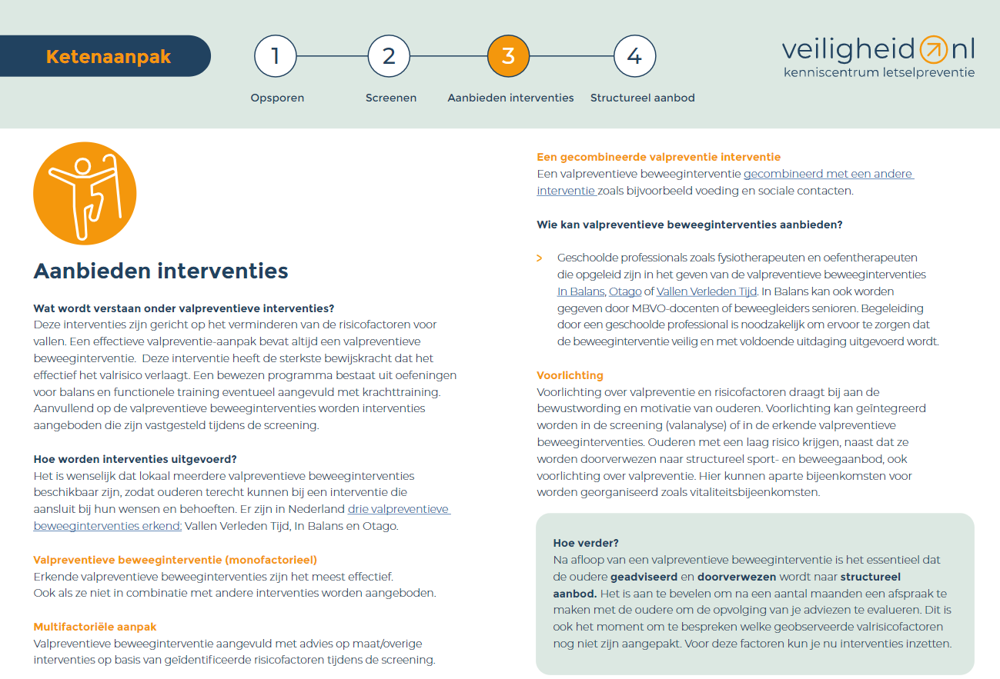 Ketenaanpak
1
2
3
4
Opsporen
Screenen
Aanbieden interventies
Structureel aanbod
veiligheid nl
kenniscentrum letselpreventie
Aanbieden interventies
Wat wordt verstaan onder valpreventieve interventies?
Deze interventies zijn gericht op het verminderen van de risicofactoren voor
vallen. Een effectieve valpreventie-aanpak bevat altijd een valpreventieve
beweeginterventie. Deze interventie heeft de sterkste bewijskracht dat het
effectief het valrisico verlaagt. Een bewezen programma bestaat uit oefeningen
voor balans en functionele training eventueel aangevuld met krachttraining.
Aanvullend op de valpreventieve beweeginterventies worden interventies
aangeboden die zijn vastgesteld tijdens de screening.
Hoe worden interventies uitgevoerd?
Het is wenselijk dat lokaal meerdere valpreventieve beweeginterventies
beschikbaar zijn, zodat ouderen terecht kunnen bij een interventie die
aansluit bij hun wensen en behoeften. Er zijn in Nederland drie valpreventieve
beweeginterventies erkend: Vallen Verleden Tijd, In Balans en Otago.
Valpreventieve beweeginterventie (monofactorieel)
Erkende valpreventieve beweeginterventies zijn het meest effectief.
Ook als ze niet in combinatie met andere interventies worden aangeboden.
Multifactoriële aanpak
Valpreventieve beweeginterventie aangevuld met advies op maat/overige
interventies op basis van geïdentificeerde risicofactoren tijdens de screening.
Een gecombineerde valpreventie interventie
Een valpreventieve beweeginterventie gecombineerd met een andere
interventie zoals bijvoorbeeld voeding en sociale contacten.
Wie kan valpreventieve beweeginterventies aanbieden?
> Geschoolde professionals zoals fysiotherapeuten en oefentherapeuten
die opgeleid zijn in het geven van de valpreventieve beweeginterventies
In Balans, Otago of Vallen Verleden Tijd. In Balans kan ook worden
gegeven door MBVO-docenten of beweegleiders senioren. Begeleiding
door een geschoolde professional is noodzakelijk om ervoor te zorgen dat
de beweeginterventie veilig en met voldoende uitdaging uitgevoerd wordt.
Voorlichting
Voorlichting over valpreventie en risicofactoren draagt bij aan de
bewustwording en motivatie van ouderen. Voorlichting kan geïntegreerd
worden in de screening (valanalyse) of in de erkende valpreventieve
beweeginterventies. Ouderen met een laag risico krijgen, naast dat ze
worden doorverwezen naar structureel sport- en beweegaanbod, ook
voorlichting over valpreventie. Hier kunnen aparte bijeenkomsten voor
worden georganiseerd zoals vitaliteitsbijeenkomsten.
Hoe verder?
Na afloop van een valpreventieve beweeginterventie is het essentieel dat
de oudere geadviseerd en doorverwezen wordt naar structureel
aanbod. Het is aan te bevelen om na een aantal maanden een afspraak te
maken met de oudere om de opvolging van je adviezen te evalueren. Dit is
ook het moment om te bespreken welke geobserveerde valrisicofactoren
nog niet zijn aangepakt. Voor deze factoren kun je nu interventies inzetten.